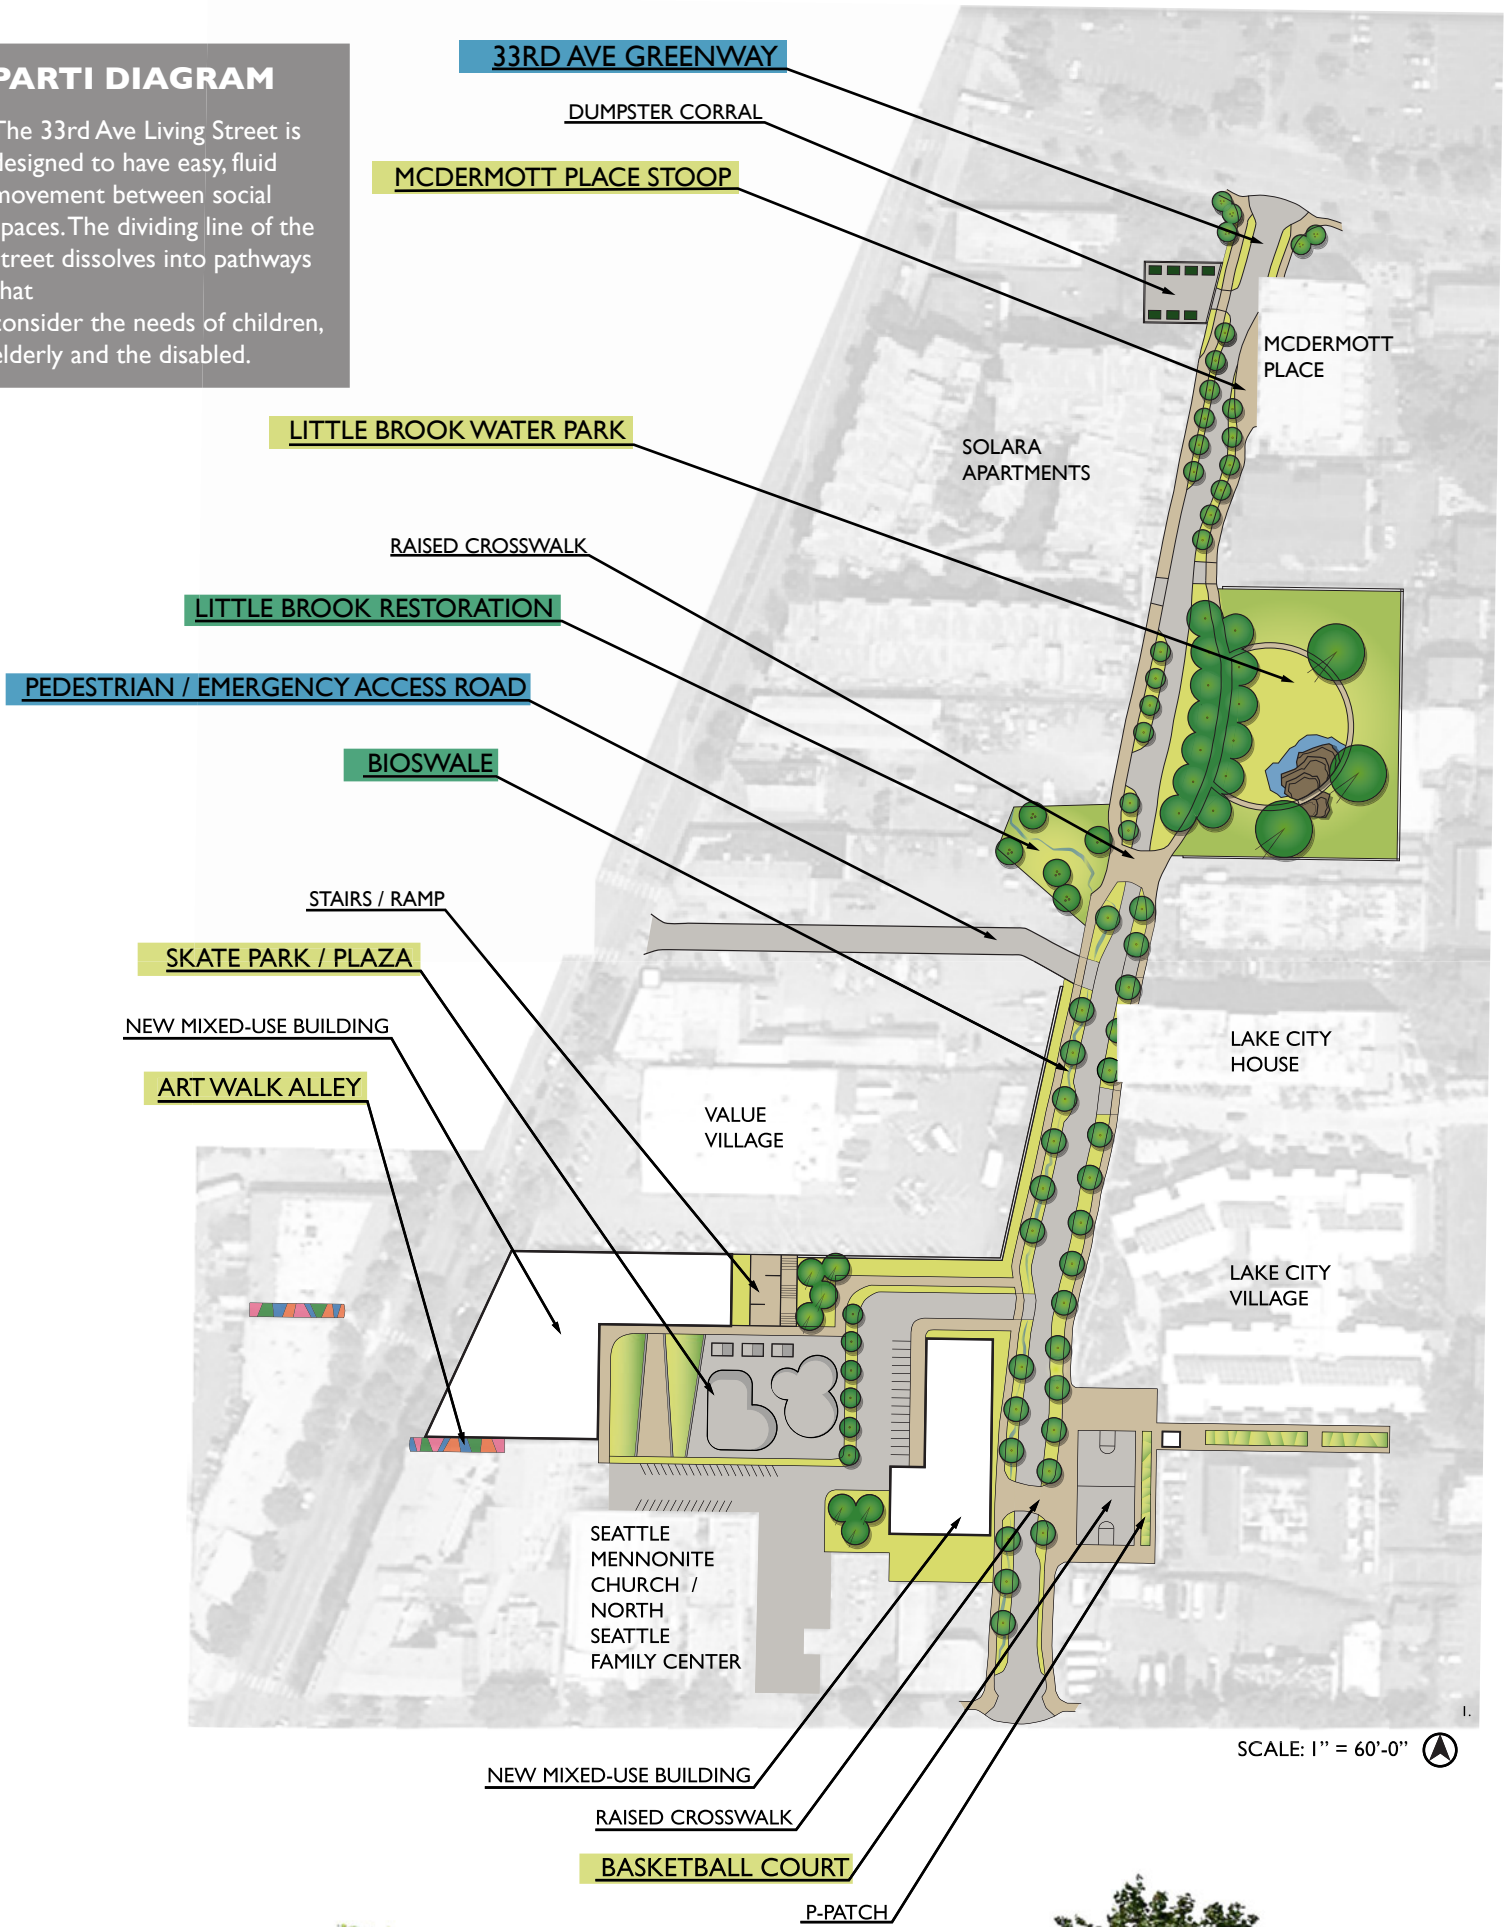 PARTI DIAGRAM
The 33rd Ave Living Street is
designed to have easy, fluid
movement between social
spaces. The dividing line of the
street dissolves into pathways
that
consider the needs of children,
elderly and the disabled.
33RD AVE GREENWAY
DUMPSTER CORRAL
MCDERMOTT PLACE STOOP
MCDERMOTT
PLACE
LITTLE BROOK WATER PARK
SOLARA
APARTMENTS
RAISED CROSSWALK
LITTLE BROOK RESTORATION
PEDESTRIAN / EMERGENCY ACCESS ROAD
BIOSWALE
STAIRS / RAMP
SKATE PARK / PLAZA
NEW MIXED-USE BUILDING
LAKE CITY
HOUSE
ART WALK ALLEY
VALUE
VILLAGE
LAKE CITY
VILLAGE
SEATTLE
MENNONITE
CHURCH /
NORTH
SEATTLE
FAMILY CENTER
1.
SCALE: 1" = 60'-0"
NEW MIXED-USE BUILDING
RAISED CROSSWALK
BASKETBALL COURT
P-PATCH